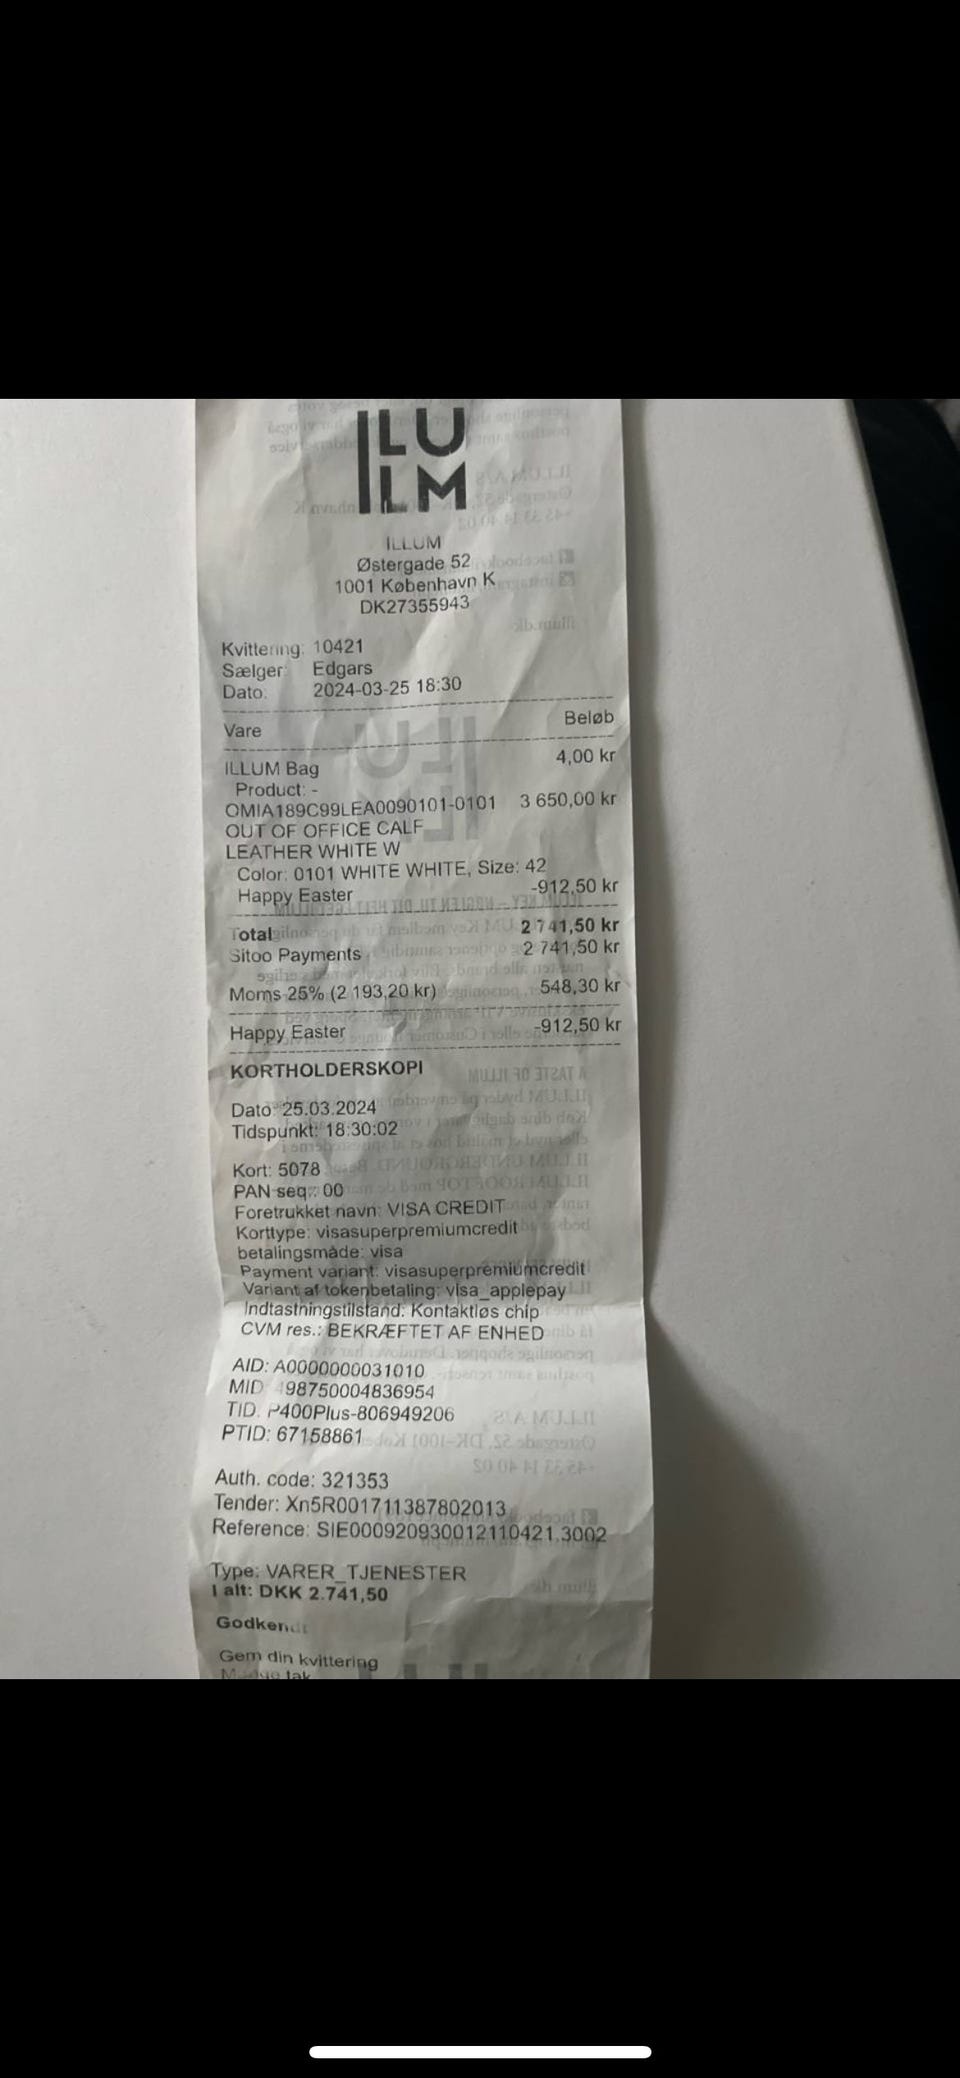 ILLUM
ILLUM
Østergade 52
1001 København K
DK27355943
Kvittering: 10421
Sælger: Edgars
Dato: 2024-03-25 18:30
Vare Beløb
ILLUM Bag 4,00 kr
Product: -
OMIA189C99LEA0090101-0101 3 650,00 kr
OUT OF OFFICE CALF
LEATHER WHITE W
Color: 0101 WHITE WHITE, Size: 42
Happy Easter -912,50 kr
Total 2 741,50 kr
Sitoo Payments 2 741,50 kr
Moms 25% (2 193,20 kr) 548,30 kr
Happy Easter -912,50 kr
KORTHOLDERSKOPI
Dato: 25.03.2024
Tidspunkt: 18:30:02
Kort: 5078
PAN seq.: 00
Foretrukket navn: VISA CREDIT
Korttype: visasuperpremiumcredit
betalingsmåde: visa
Payment variant: visasuperpremiumcredit
Variant af tokenbetaling: visa_applepay
Indtastningstilstand: Kontaktløs chip
CVM res.: BEKRÆFTET AF ENHED
AID: A0000000031010
MID: 498750004836954
TID: P400Plus-806949206
PTID: 67158861
Auth. code: 321353
Tender: Xn5R001711387802013
Reference: SIE000920930012110421.3002
Type: VARER_TJENESTER
I alt: DKK 2.741,50
Godkendt
Gem din kvittering
tak